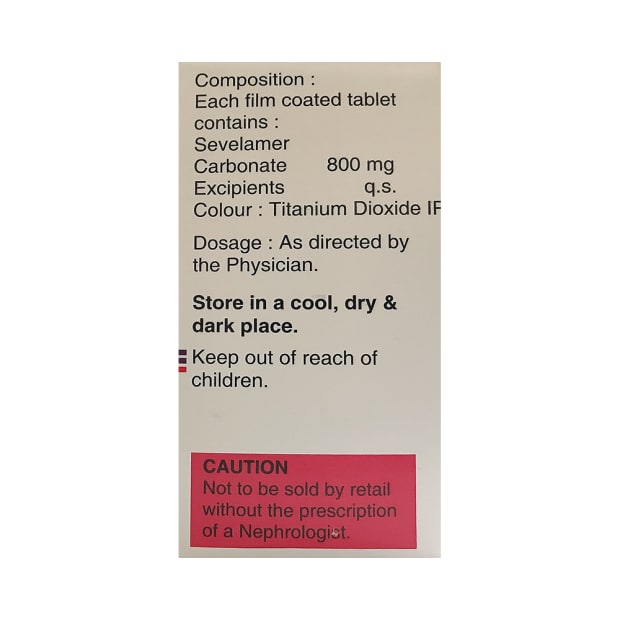 Composition :
Each film coated tablet
contains :
Sevelamer
Carbonate 800 mg
Excipients q.s.
Colour : Titanium Dioxide
Dosage : As directed by
the Physician.
Store in a cool, dry &
dark place.
Keep out of reach of
children.
CAUTION
Not to be sold by retail
without the prescription
of a Nephrologist.